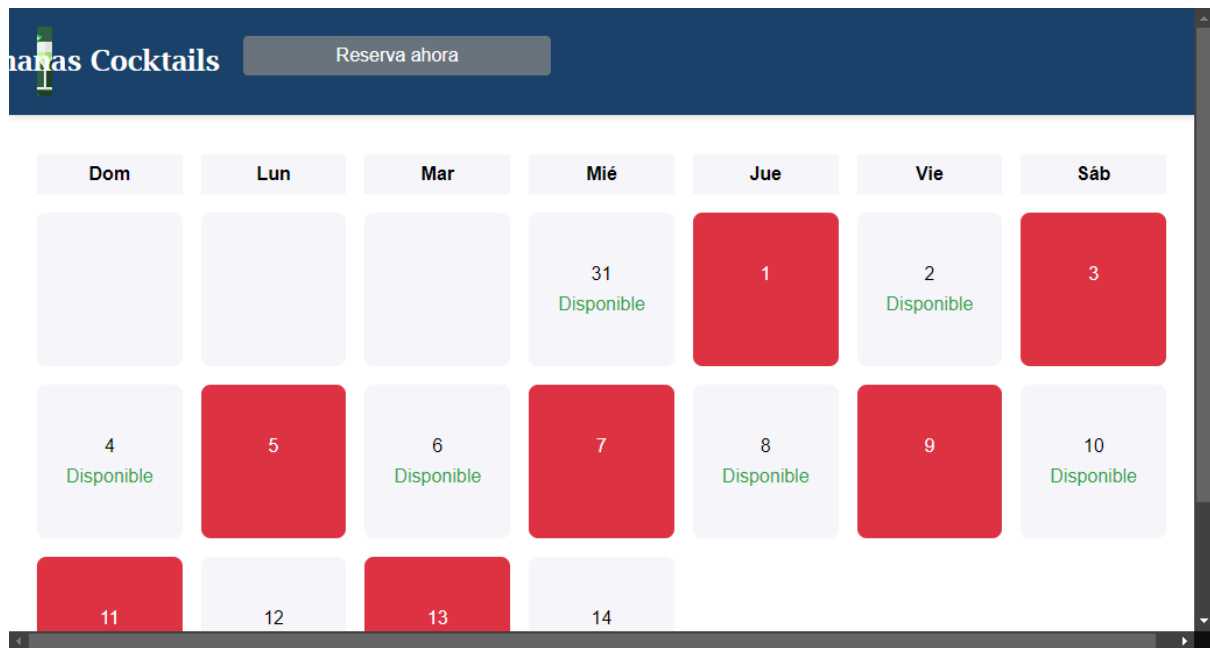 nanas Cocktails
Reserva ahora
Dom Lun Mar Mié Jue Vie Sáb
31 1 2 3
Disponible Disponible
4 5 6 7 8 9 10
Disponible Disponible Disponible Disponible
11 12 13 14